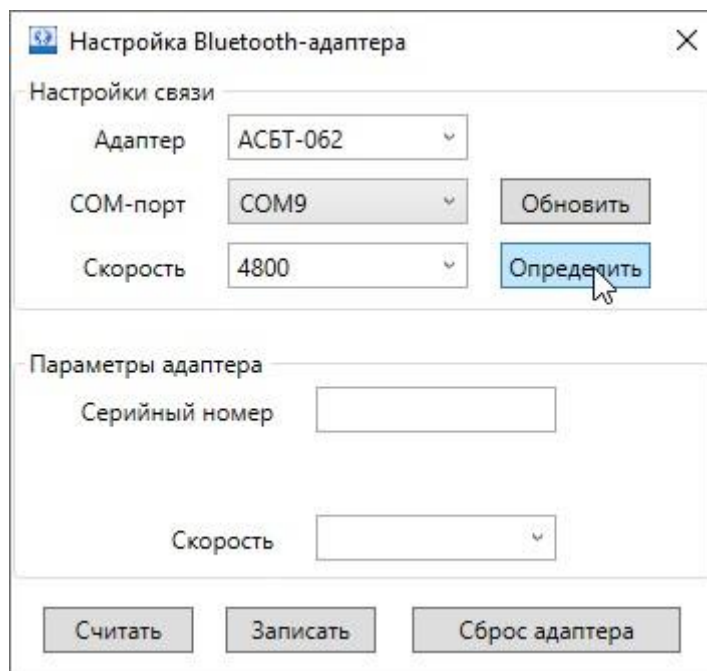 Настройка Bluetooth-адаптера
Настройки связи
Адаптер АСБТ-062
COM-порт COM9 Обновить
Скорость 4800 Определить
Параметры адаптера
Серийный номер
Скорость
Считать Записать Сброс адаптера